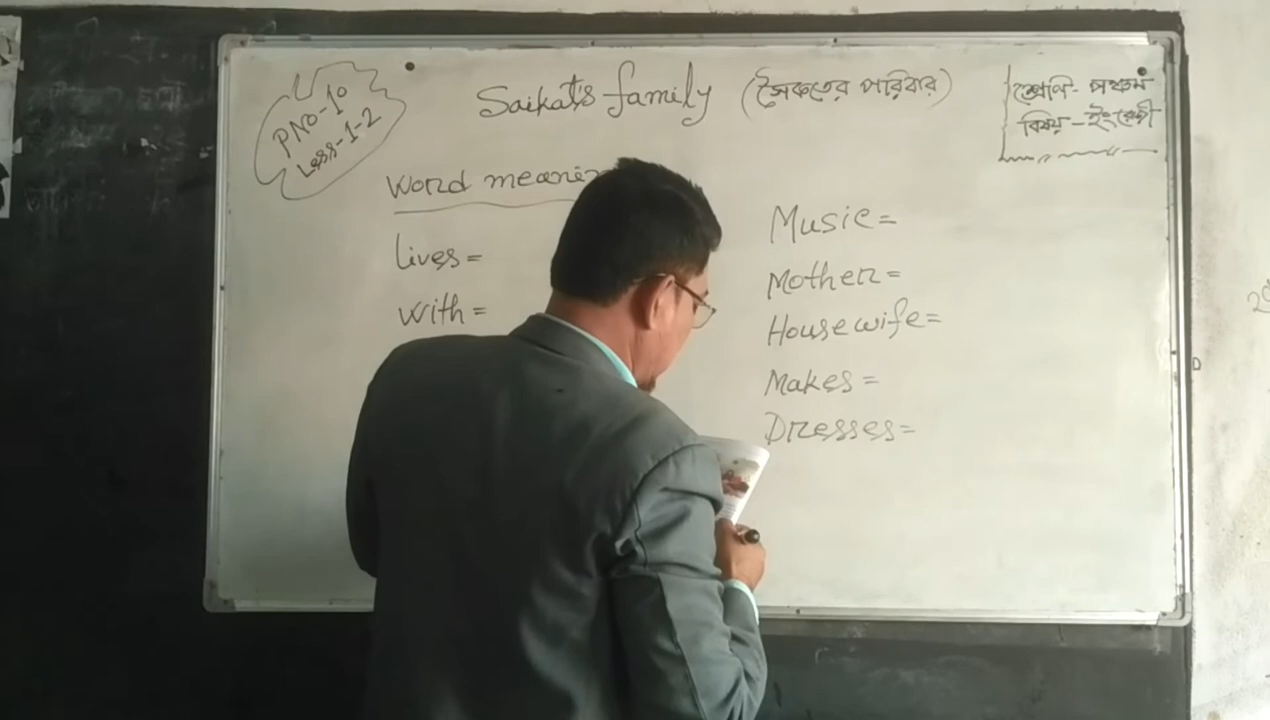 P.No-10
Less-1-2
Saikat's family (সৈকতের পরিবার)
শ্রেণি- পঞ্চম
বিষয় - ইংরেজী
Word meanin
Lives =
With =
Music =
Mother =
Housewife =
Makes =
Dresses =